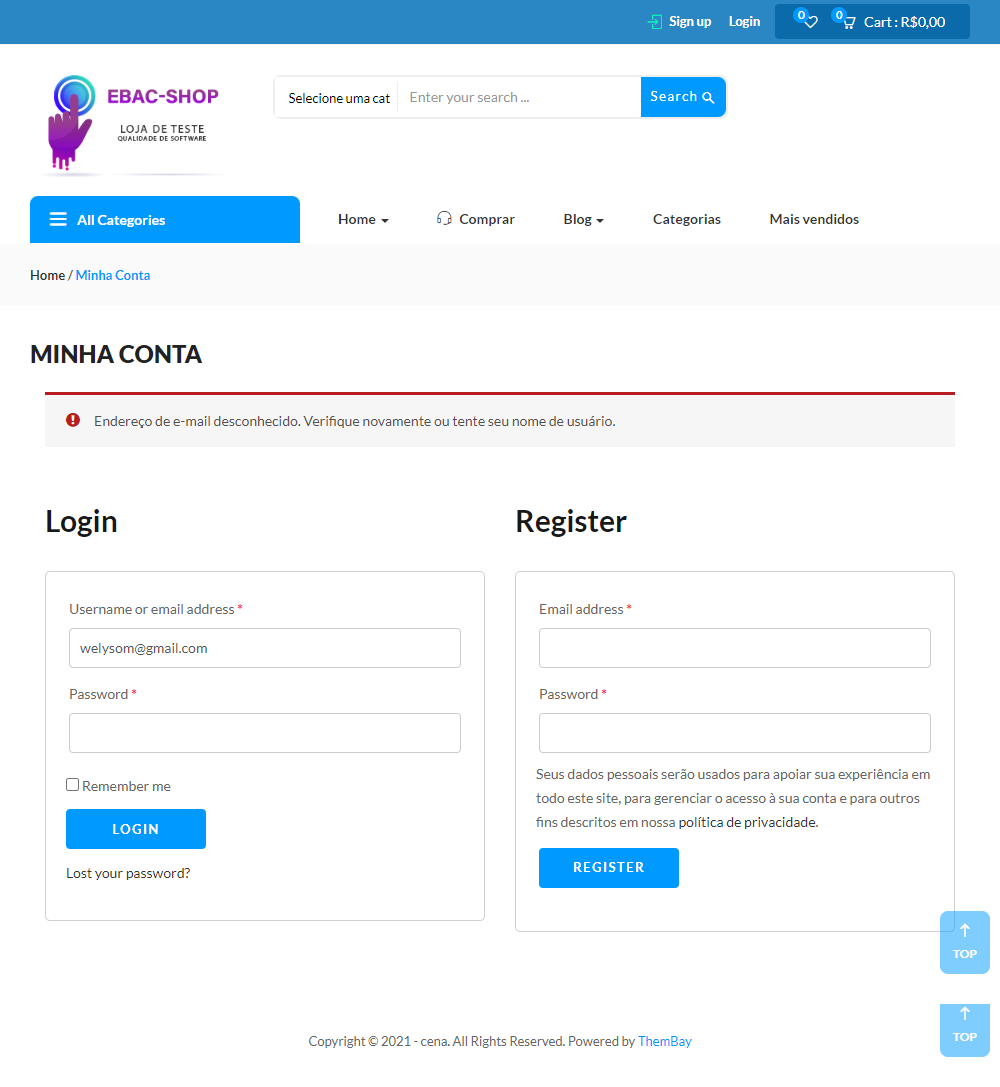 Sign up Login 0 0 Cart : R$0,00
EBAC-SHOP
LOJA DE TESTE
QUALIDADE DE SOFTWARE
Selecione uma cat Enter your search ... Search
All Categories Home Comprar Blog Categorias Mais vendidos
Home / Minha Conta
MINHA CONTA
Endereço de e-mail desconhecido. Verifique novamente ou tente seu nome de usuário.
Login
Username or email address *
welysom@gmail.com
Password *
Remember me
LOGIN
Lost your password?
Register
Email address *
Password *
Seus dados pessoais serão usados para apoiar sua experiência em
todo este site, para gerenciar o acesso à sua conta e para outros
fins descritos em nossa política de privacidade.
REGISTER
TOP
TOP
Copyright © 2021 - cena. All Rights Reserved. Powered by ThemBay